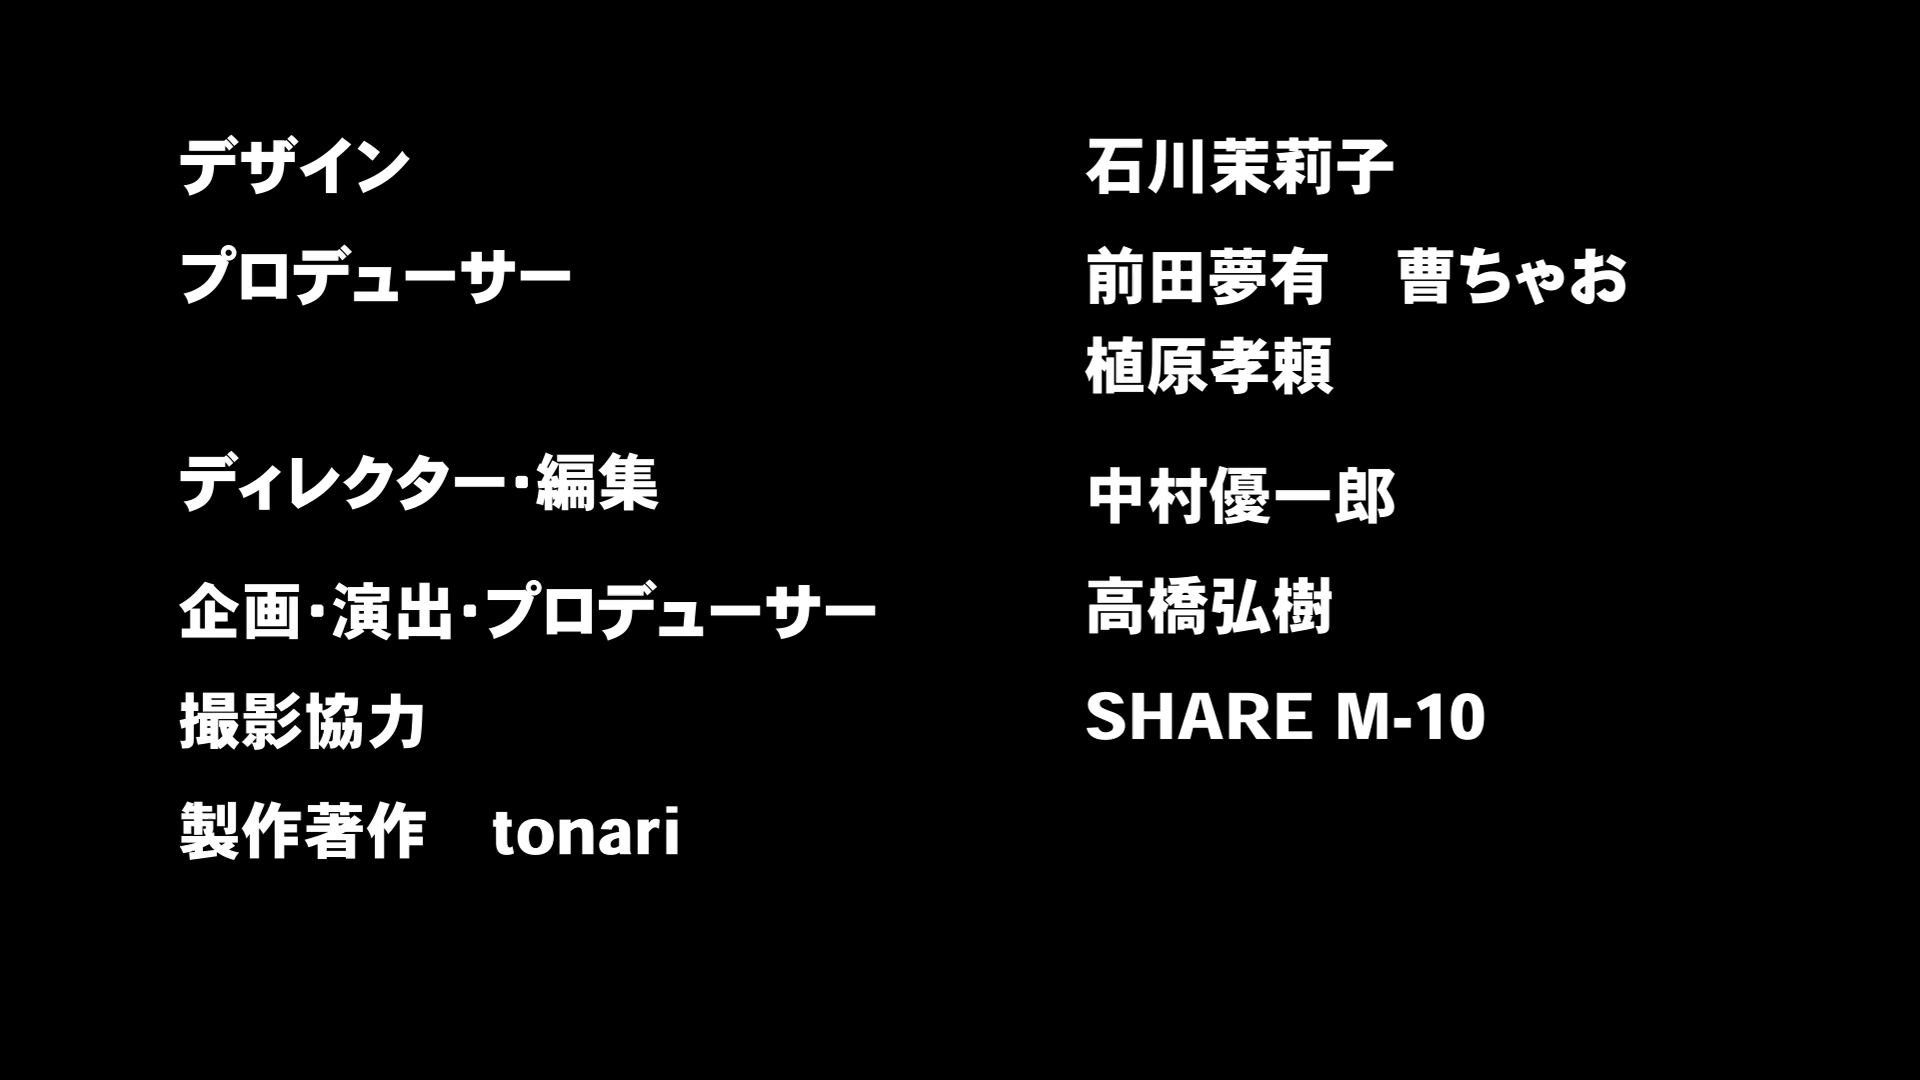 デザイン　石川茉莉子
プロデューサー　前田夢有　曹ちゃお
植原孝頼
ディレクター・編集　中村優一郎
企画・演出・プロデューサー　高橋弘樹
撮影協力　SHARE M-10
製作著作　tonari